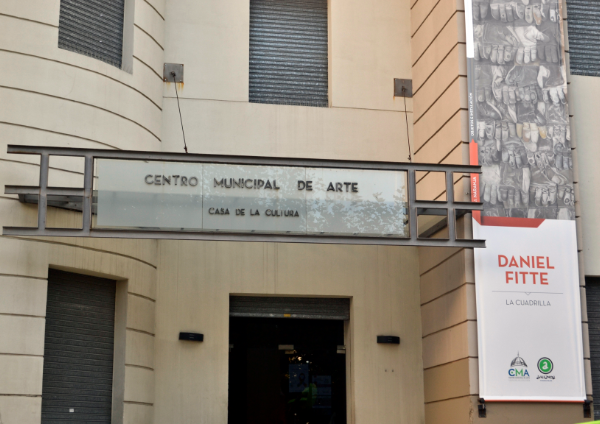 CENTRO MUNICIPAL DE ARTE
CASA DE LA CULTURA
DANIEL
FITTE
LA CUADRILLA
CMA